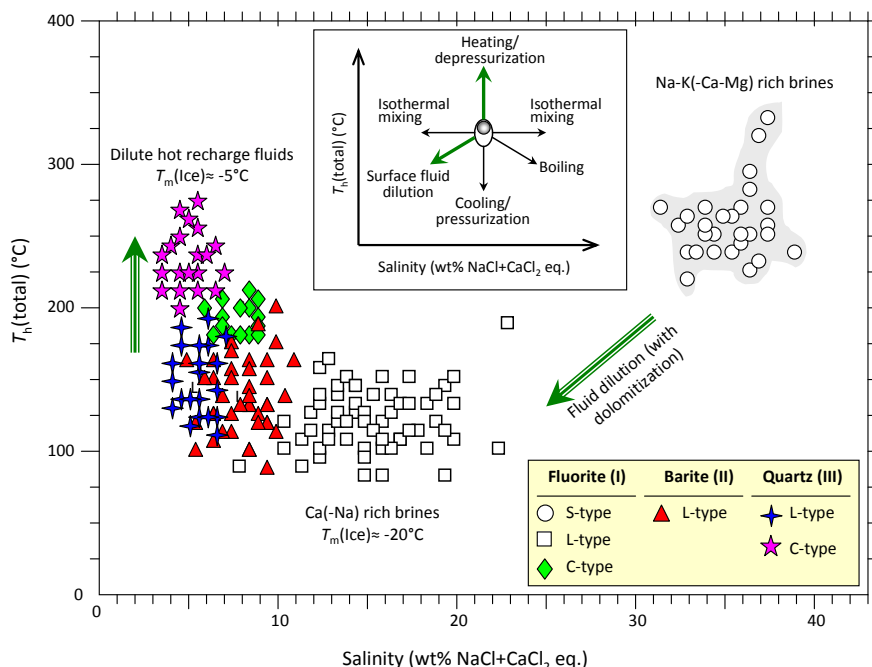 400
300
200
100
0
T_h(total) (°C)
0
10
20
30
40
Salinity (wt% NaCl+CaCl₂ eq.)
Dilute hot recharge fluids
T_m(Ice)≈ -5°C
Heating/
depressurization
Isothermal
mixing
Isothermal
mixing
Surface fluid
dilution
Boiling
Cooling/
pressurization
T_h(total) (°C)
Salinity (wt% NaCl+CaCl₂ eq.)
Na-K(-Ca-Mg) rich brines
Fluid dilution (with
dolomitization)
Ca(-Na) rich brines
T_m(Ice)≈ -20°C
Fluorite (I) Barite (II) Quartz (III)
S-type L-type L-type
L-type C-type
C-type